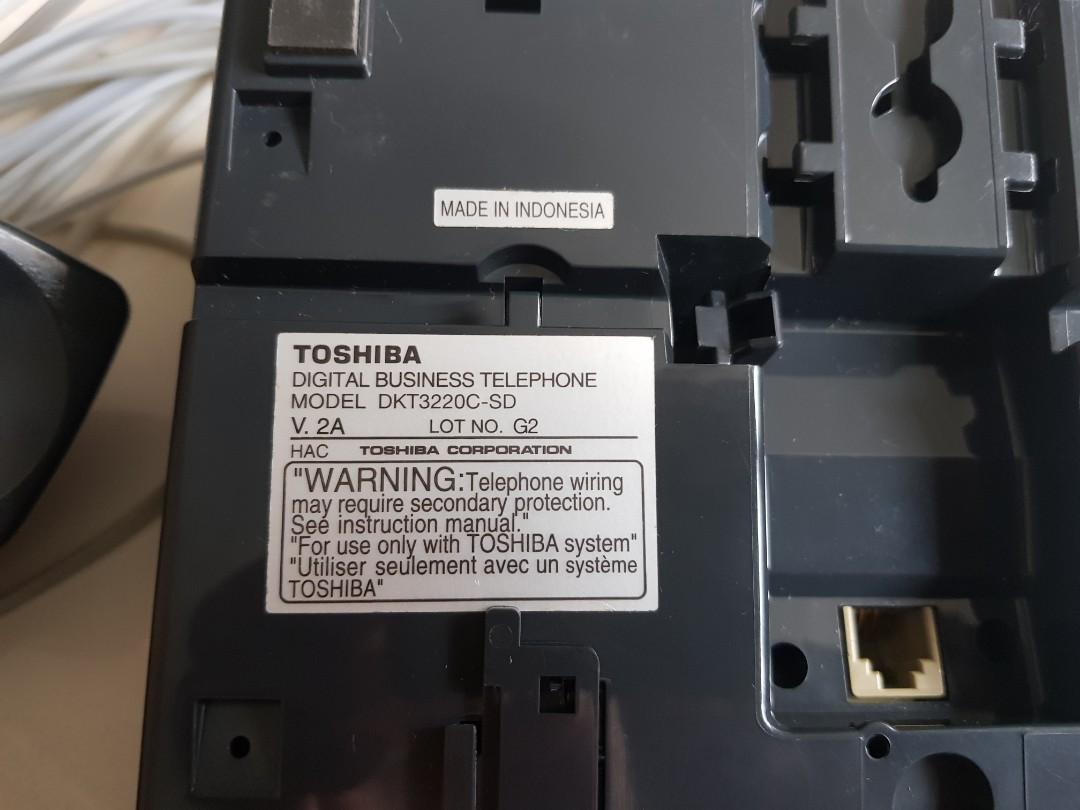 MADE IN INDONESIA
TOSHIBA
DIGITAL BUSINESS TELEPHONE
MODEL DKT3220C-SD
V. 2A LOT NO. G2
HAC TOSHIBA CORPORATION
"WARNING:Telephone wiring
may require secondary protection.
See instruction manual."
"For use only with TOSHIBA system"
"Utiliser seulement avec un système
TOSHIBA"